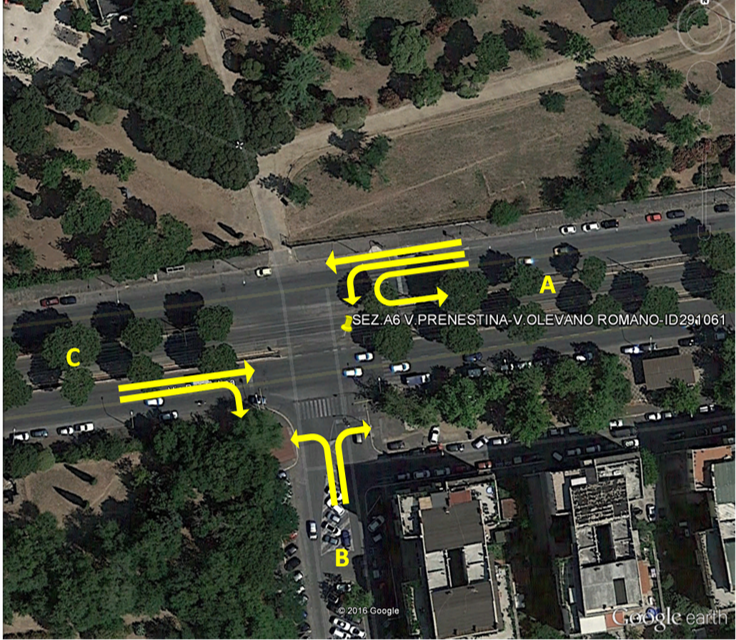 A
SEZ.A6 V.PRENESTINA-V.OLEVANO ROMANO-ID291061
C
B
© 2016 Google
Google earth